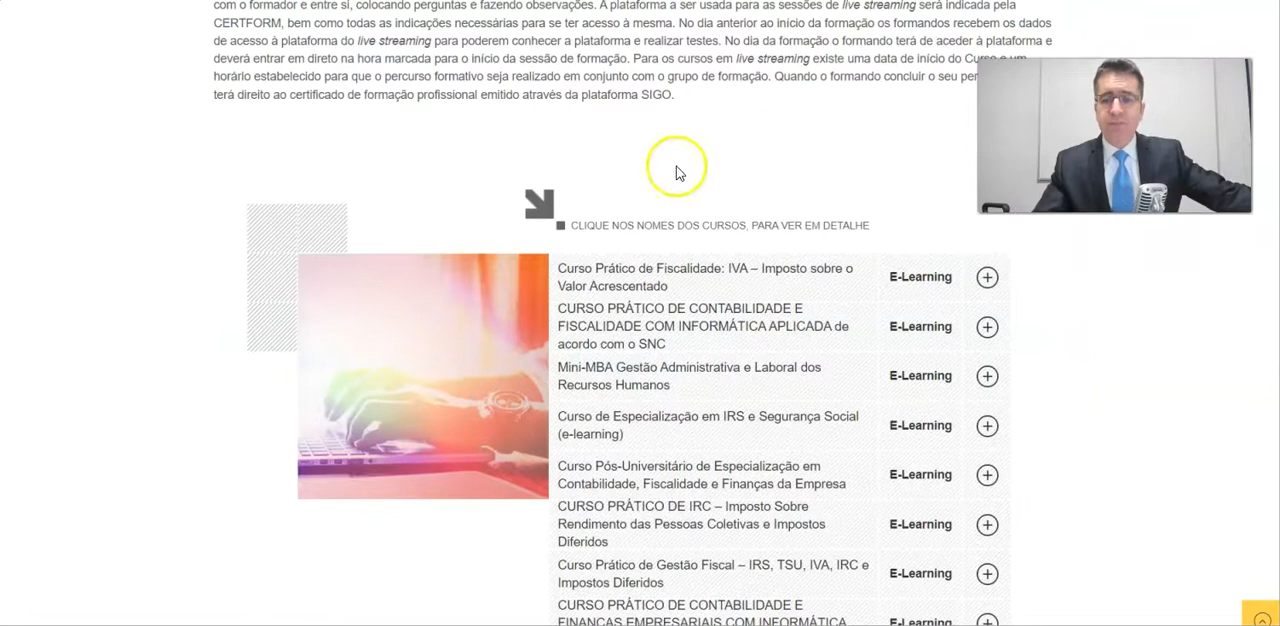 com o formador e entre si, colocando perguntas e fazendo observações. A plataforma a ser usada para as sessões de live streaming será indicada pela
CERTFORM, bem como todas as indicações necessárias para se ter acesso à mesma. No dia anterior ao início da formação os formandos recebem os dados
de acesso à plataforma do live streaming para poderem conhecer a plataforma e realizar testes. No dia da formação o formando terá de aceder à plataforma e
deverá entrar em direto na hora marcada para o início da sessão de formação. Para os cursos em live streaming existe uma data de início do Curso e um
horário estabelecido para que o percurso formativo seja realizado em conjunto com o grupo de formação. Quando o formando concluir o seu
terá direito ao certificado de formação profissional emitido através da plataforma SIGO.
CLIQUE NOS NOMES DOS CURSOS, PARA VER EM DETALHE
Curso Prático de Fiscalidade: IVA – Imposto sobre o
Valor Acrescentado
E-Learning
CURSO PRÁTICO DE CONTABILIDADE E
FISCALIDADE COM INFORMÁTICA APLICADA de
acordo com o SNC
E-Learning
Mini-MBA Gestão Administrativa e Laboral dos
Recursos Humanos
E-Learning
Curso de Especialização em IRS e Segurança Social
(e-learning)
E-Learning
Curso Pós-Universitário de Especialização em
Contabilidade, Fiscalidade e Finanças da Empresa
E-Learning
CURSO PRÁTICO DE IRC – Imposto Sobre
Rendimento das Pessoas Coletivas e Impostos
Diferidos
E-Learning
Curso Prático de Gestão Fiscal – IRS, TSU, IVA, IRC e
Impostos Diferidos
E-Learning
CURSO PRÁTICO DE CONTABILIDADE E
FINANÇAS EMPRESARIAIS COM INFORMÁTICA
E-Learning